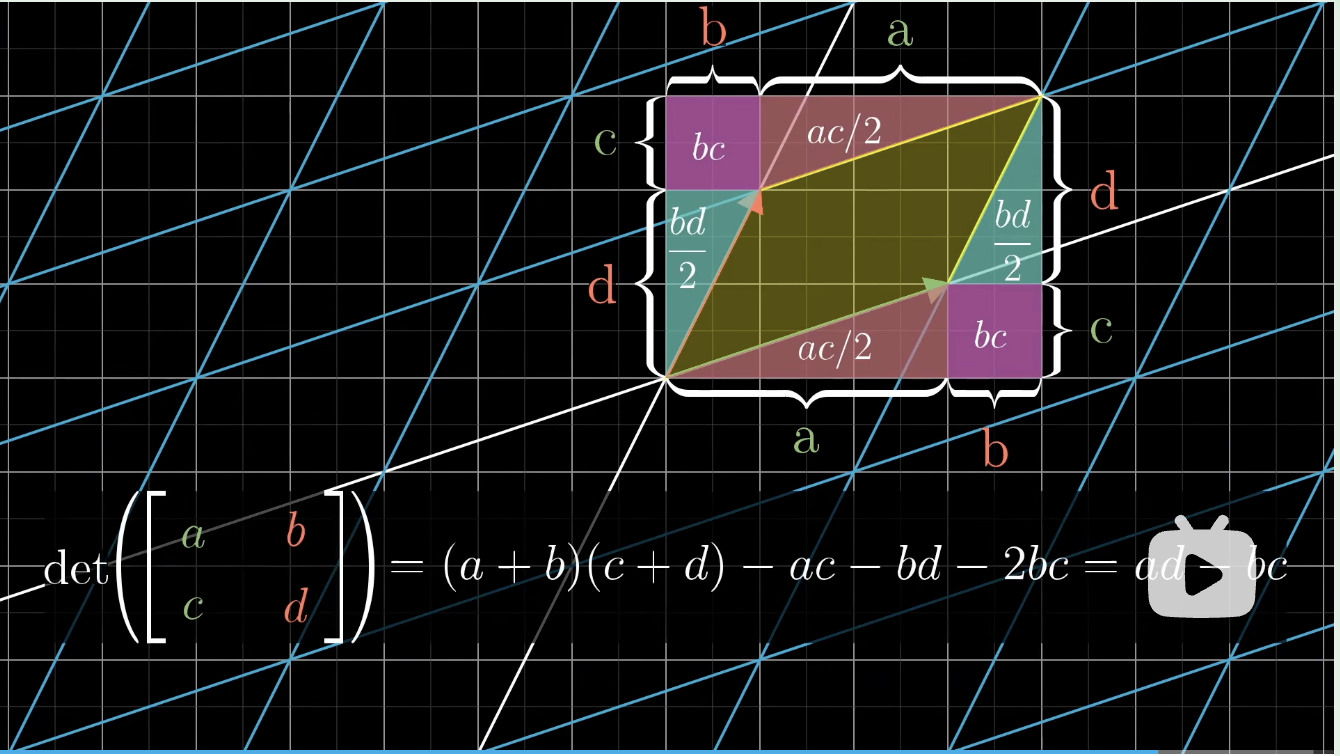 b a
c bc ac/2
d bd/2 bd/2 d
ac/2 bc c
a b
det([a b
c d]) = (a + b)(c + d) − ac − bd − 2bc = ad − bc